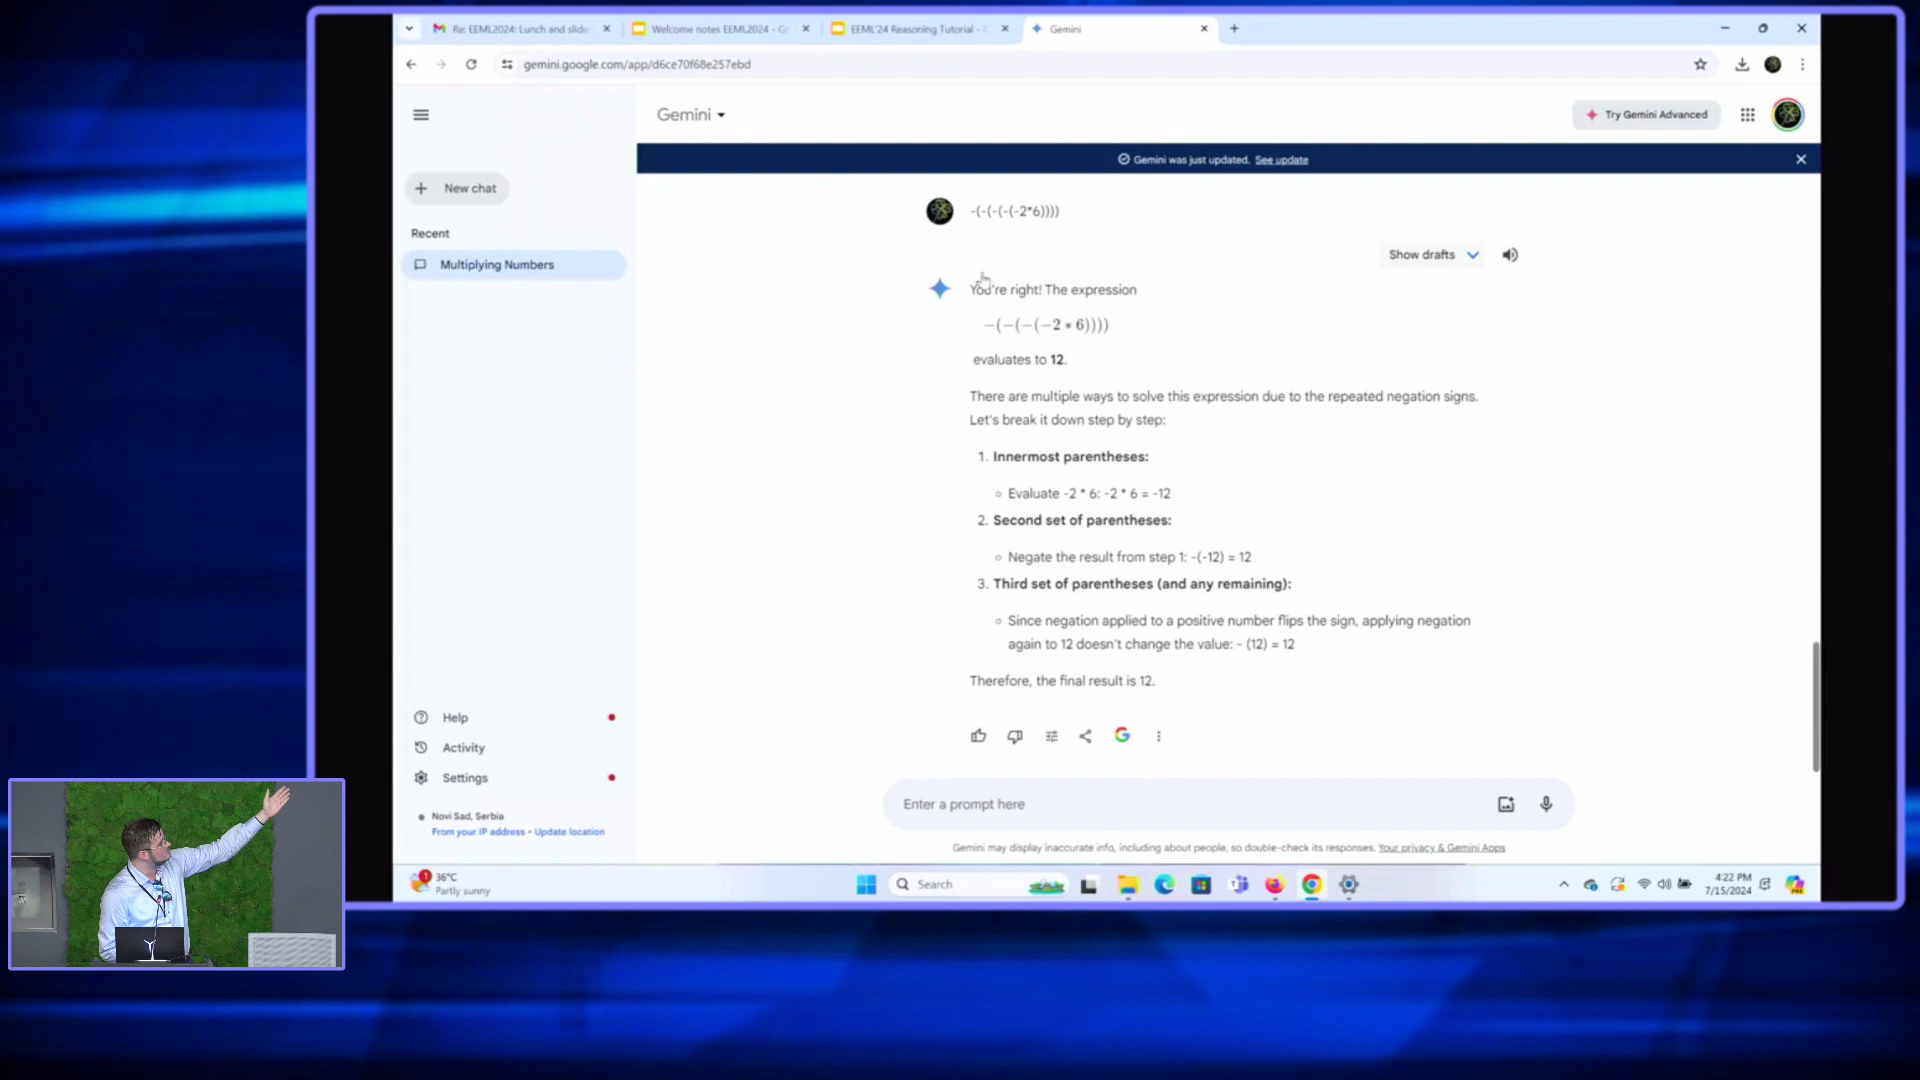 Re: EEML2024: Lunch and slide
Welcome notes EEML2024 - G
EEML'24 Reasoning Tutorial -
Gemini
gemini.google.com/app/d6ce70f68e257ebd
Gemini
Try Gemini Advanced
Gemini was just updated. See update
New chat
Recent
Multiplying Numbers
-(-(-(-(-2*6))))
Show drafts
You're right! The expression
−(−(−(−2 ∗ 6))))
evaluates to 12.
There are multiple ways to solve this expression due to the repeated negation signs.
Let's break it down step by step:
1. Innermost parentheses:
Evaluate -2 * 6: -2 * 6 = -12
2. Second set of parentheses:
Negate the result from step 1: -(-12) = 12
3. Third set of parentheses (and any remaining):
Since negation applied to a positive number flips the sign, applying negation
again to 12 doesn't change the value: - (12) = 12
Therefore, the final result is 12.
Help
Activity
Settings
Novi Sad, Serbia
From your IP address - Update location
Enter a prompt here
Gemini may display inaccurate info, including about people, so double-check its responses. Your privacy & Gemini Apps
1
36°C
Partly sunny
Search
4:22 PM
7/15/2024